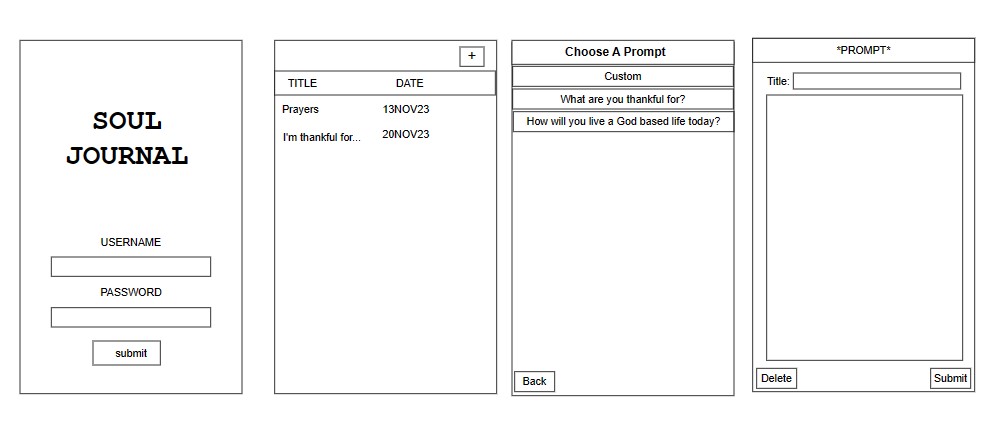 SOUL
JOURNAL
USERNAME
PASSWORD
submit
+
TITLE DATE
Prayers 13NOV23
I'm thankful for... 20NOV23
Choose A Prompt
Custom
What are you thankful for?
How will you live a God based life today?
Back
*PROMPT*
Title:
Delete Submit